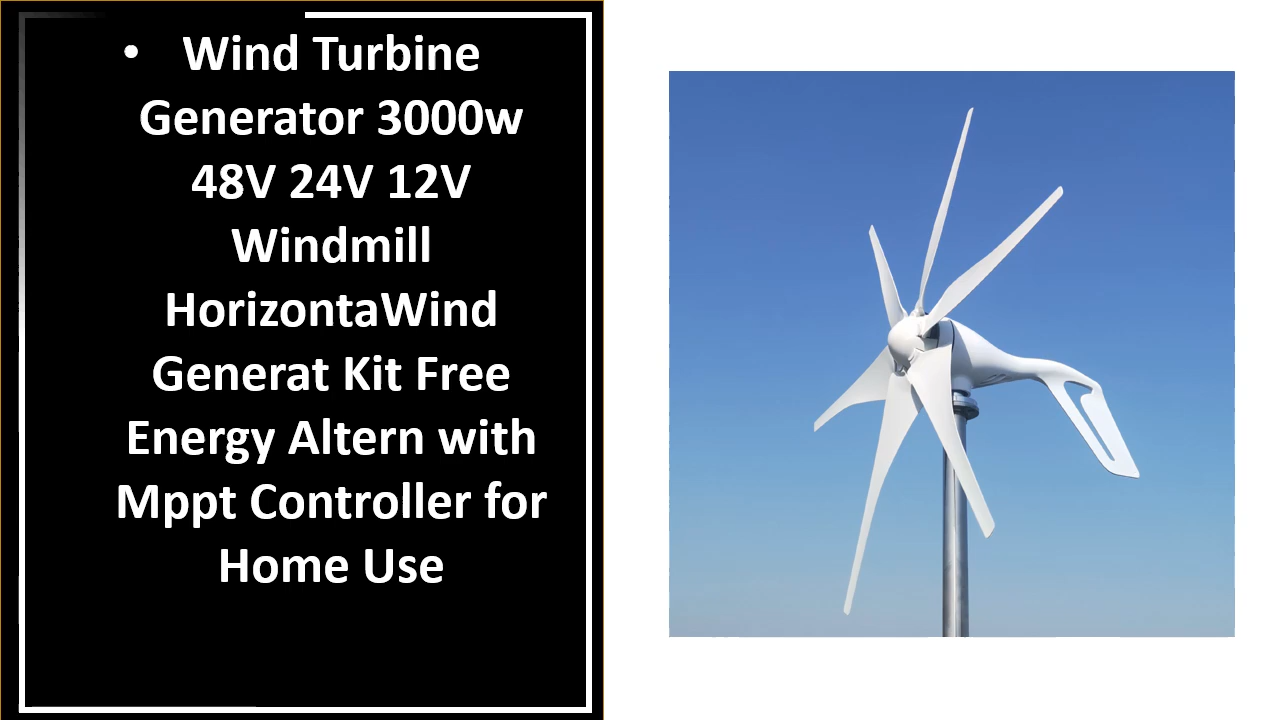 • Wind Turbine
Generator 3000w
48V 24V 12V
Windmill
HorizontaWind
Generat Kit Free
Energy Altern with
Mppt Controller for
Home Use